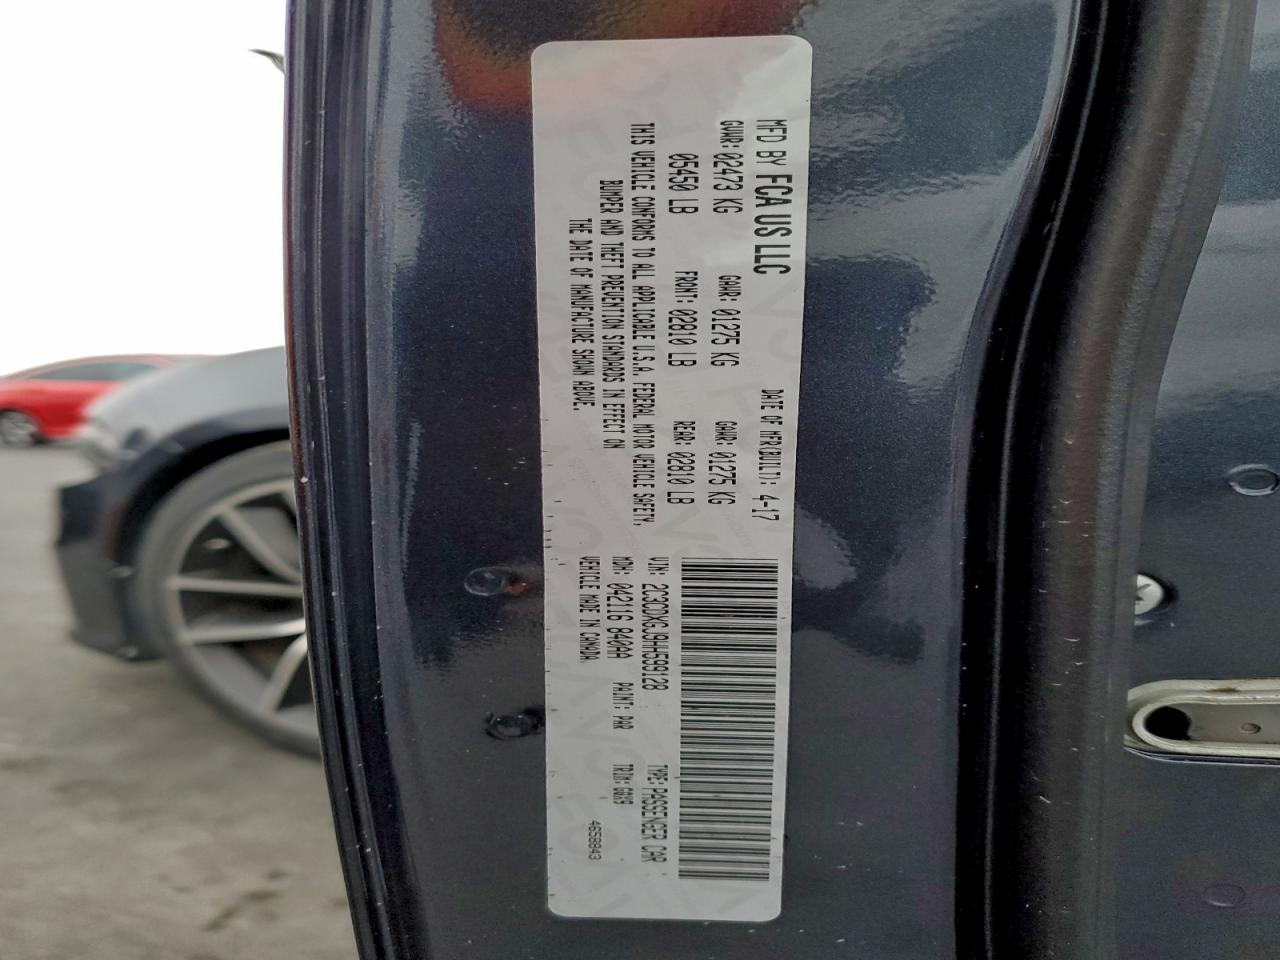 MFD BY FCA US LLC
DATE OF MFR(BUILT): 4-17
GVWR: 02473 KG
GAWR: 01275 KG
GAWR: 01275 KG
05450 LB
FRONT: 02810 LB
REAR: 02810 LB
THIS VEHICLE CONFORMS TO ALL APPLICABLE U.S.A. FEDERAL MOTOR VEHICLE SAFETY,
BUMPER AND THEFT PREVENTION STANDARDS IN EFFECT ON
THE DATE OF MANUFACTURE SHOWN ABOVE.
VIN: 2C3CDXGJ9HH599128
TYPE: PASSENGER CAR
MDH: 042116 840AA
PAINT: PAR
TRIM: GRX9
VEHICLE MADE IN CANADA.
4658843